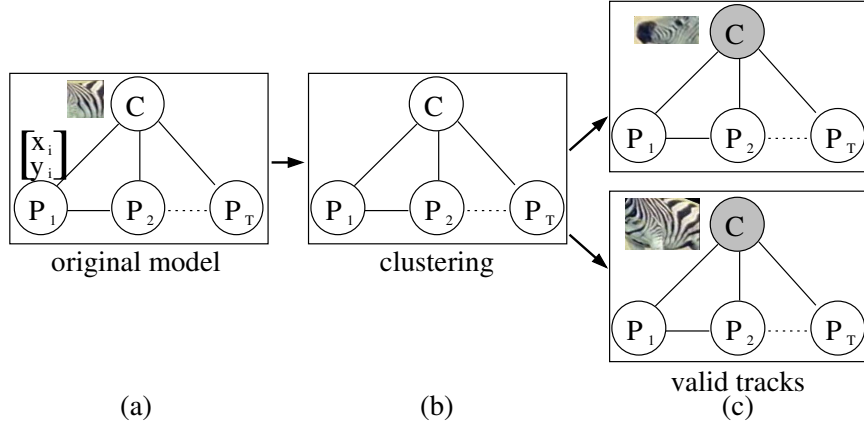 C
[x i
y i]
P 1 P 2 P T
original model
(a)
C
P 1 P 2 P T
clustering
(b)
C
P 1 P 2 P T
C
P 1 P 2 P T
valid tracks
(c)